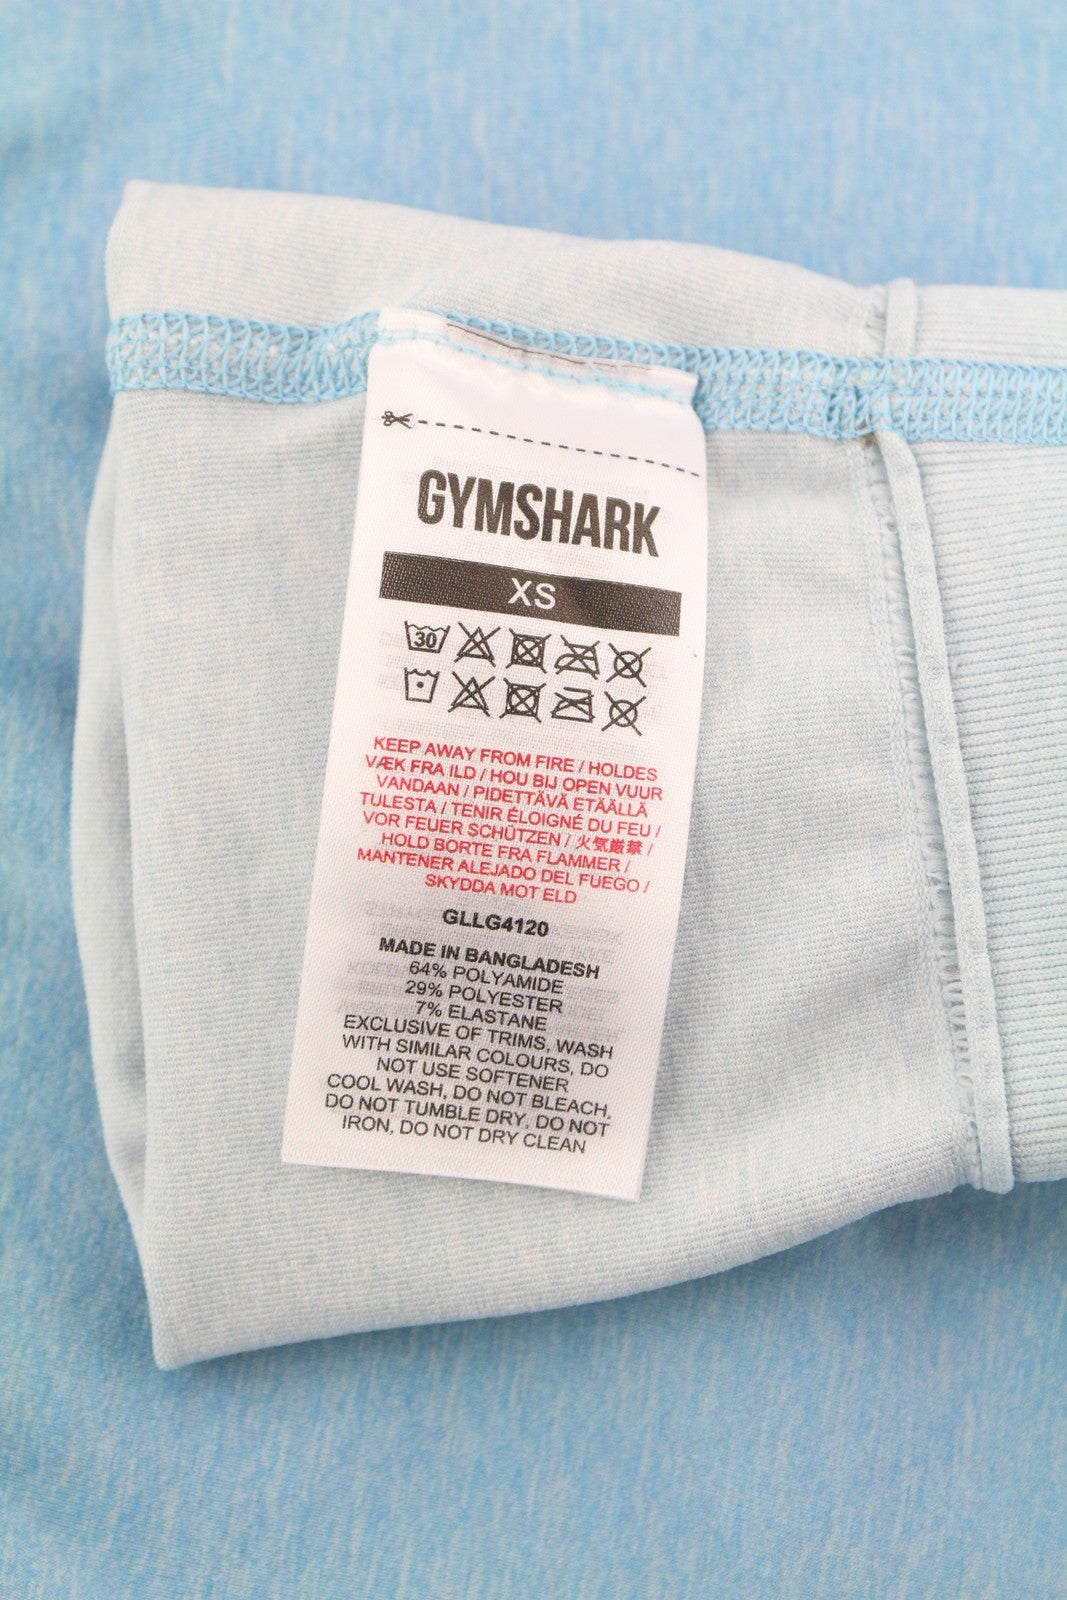 GYMSHARK
XS
30
KEEP AWAY FROM FIRE / HOLDES
VÆK FRA ILD / HOU BIJ OPEN VUUR
VANDAAN / PIDETTÄVÄ ETÄÄLLÄ
TULESTA / TENIR ÉLOIGNÉ DU FEU /
VOR FEUER SCHÜTZEN / 火気厳禁 /
HOLD BORTE FRA FLAMMER /
MANTENER ALEJADO DEL FUEGO /
SKYDDA MOT ELD
GLLG4120
MADE IN BANGLADESH
64% POLYAMIDE
29% POLYESTER
7% ELASTANE
EXCLUSIVE OF TRIMS, WASH
WITH SIMILAR COLOURS, DO
NOT USE SOFTENER
COOL WASH, DO NOT BLEACH,
DO NOT TUMBLE DRY, DO NOT
IRON, DO NOT DRY CLEAN